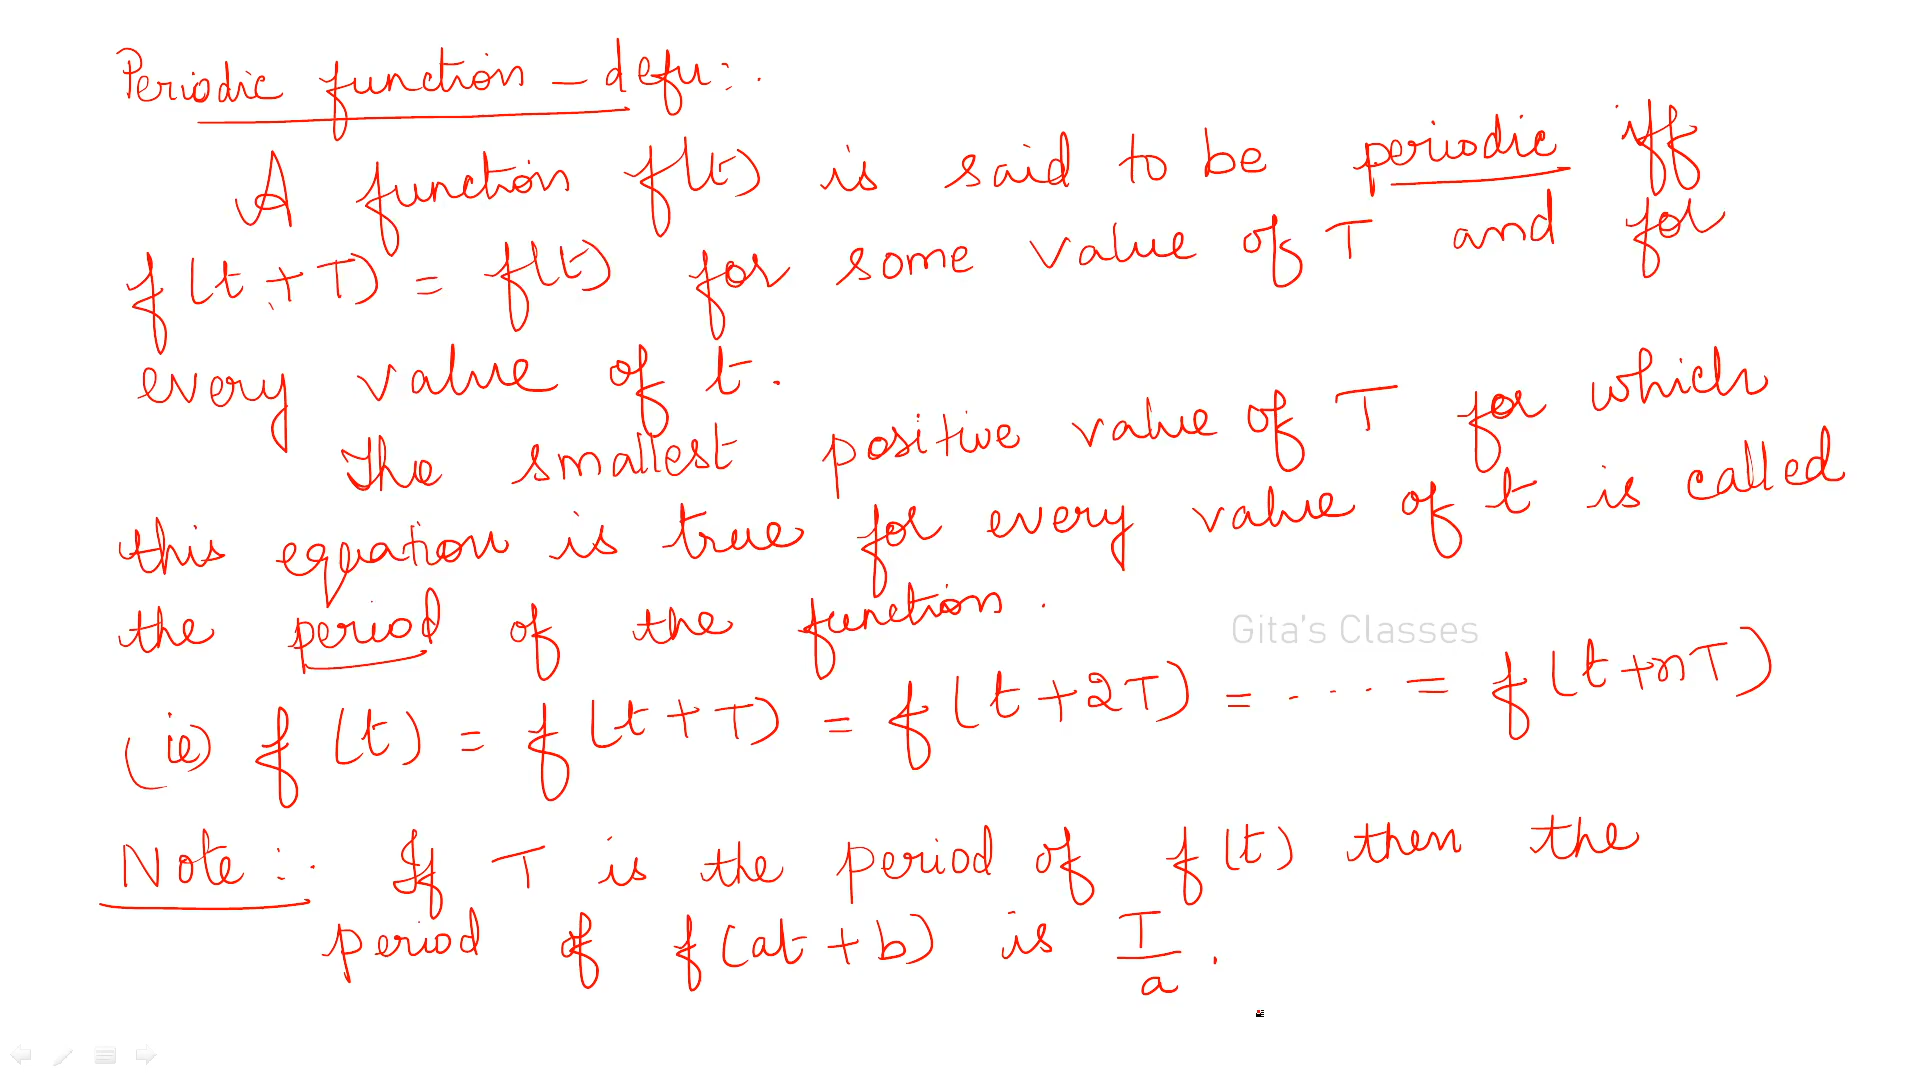 Periodic function - defn:-
A function f(t) is said to be periodic iff
f(t+T) = f(t) for some value of T and for
every value of t.
The smallest positive value of T for which
this equation is true for every value of t is called
the period of the function.
Gita's Classes
(ie) f(t) = f(t+T) = f(t+2T) = ---- = f(t+nT)
Note:- If T is the period of f(t) then the
period of f(at+b) is T/a.